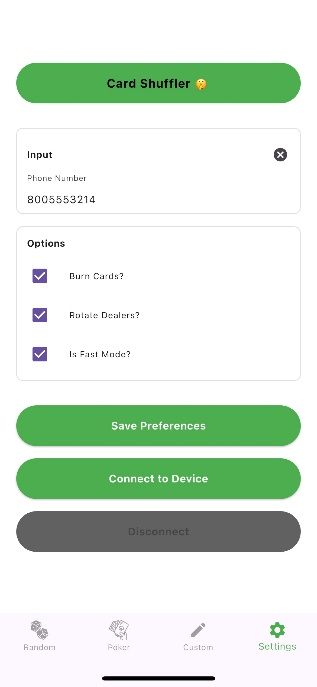 Card Shuffler 🤫
Input
Phone Number
8005553214
Options
Burn Cards?
Rotate Dealers?
Is Fast Mode?
Save Preferences
Connect to Device
Disconnect
Random
Poker
Custom
Settings